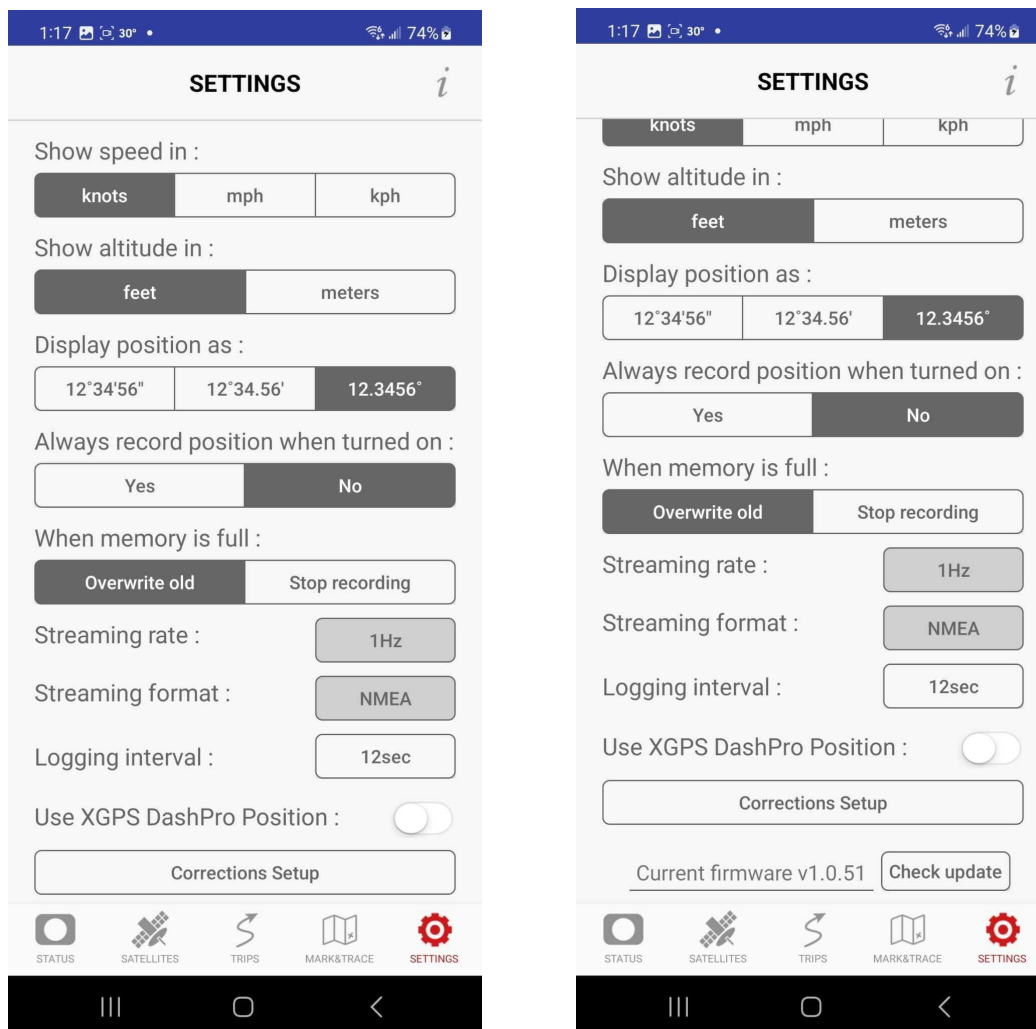 1:17 30° • 74%
SETTINGS i
Show speed in :
knots mph kph
Show altitude in :
feet meters
Display position as :
12°34'56" 12°34.56' 12.3456°
Always record position when turned on :
Yes No
When memory is full :
Overwrite old Stop recording
Streaming rate : 1Hz
Streaming format : NMEA
Logging interval : 12sec
Use XGPS DashPro Position :
Corrections Setup
STATUS SATELLITES TRIPS MARK&TRACE SETTINGS
1:17 30° • 74%
SETTINGS i
knots mph kph
Show altitude in :
feet meters
Display position as :
12°34'56" 12°34.56' 12.3456°
Always record position when turned on :
Yes No
When memory is full :
Overwrite old Stop recording
Streaming rate : 1Hz
Streaming format : NMEA
Logging interval : 12sec
Use XGPS DashPro Position :
Corrections Setup
Current firmware v1.0.51 Check update
STATUS SATELLITES TRIPS MARK&TRACE SETTINGS